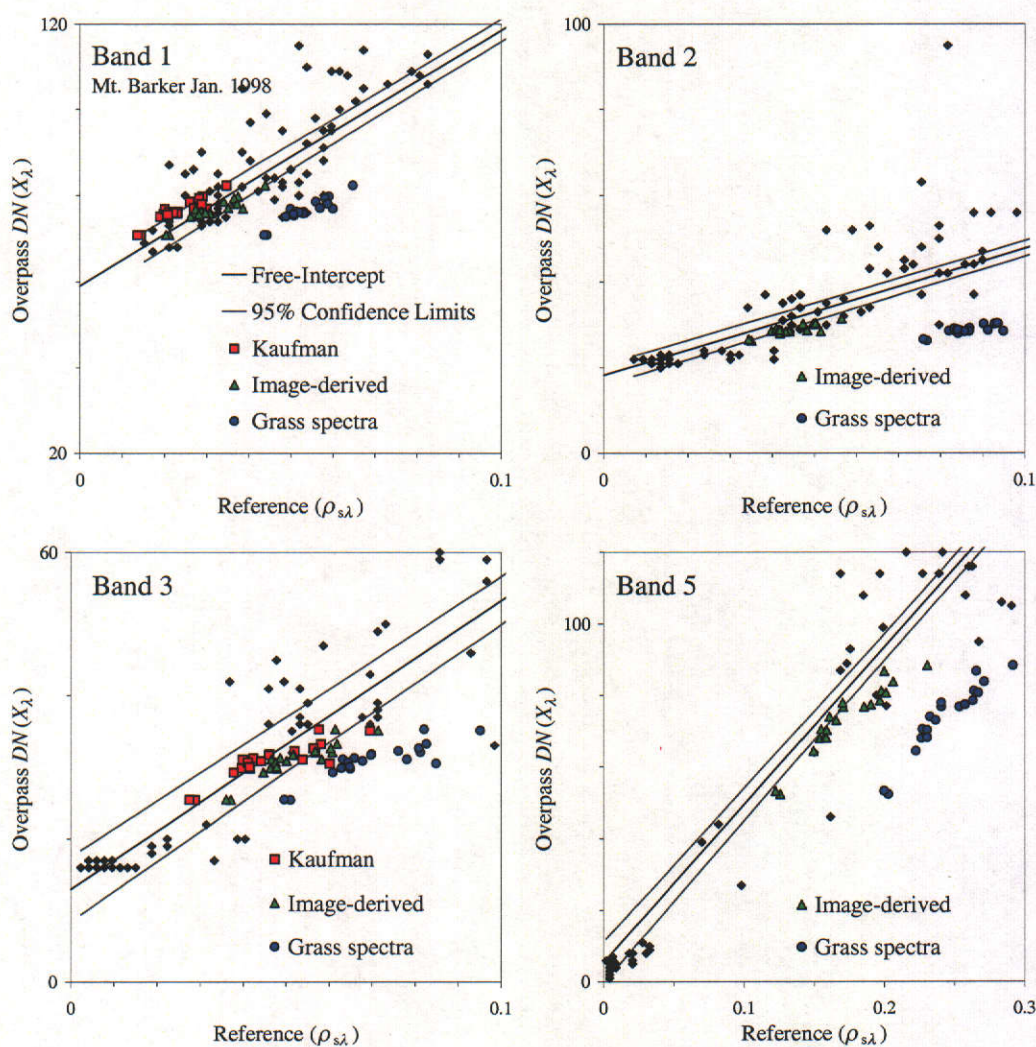 120
Band 1
Mt. Barker Jan. 1998
Overpass DN (Xλ)
Free-Intercept
95% Confidence Limits
Kaufman
Image-derived
Grass spectra
20
0
0.1
Reference (ρsλ)
100
Band 2
Overpass DN (Xλ)
Image-derived
Grass spectra
0
0
0.1
Reference (ρsλ)
60
Band 3
Overpass DN (Xλ)
Kaufman
Image-derived
Grass spectra
0
0
0.1
Reference (ρsλ)
Band 5
100
Overpass DN (Xλ)
Image-derived
Grass spectra
0
0
0.1
0.2
0.3
Reference (ρsλ)